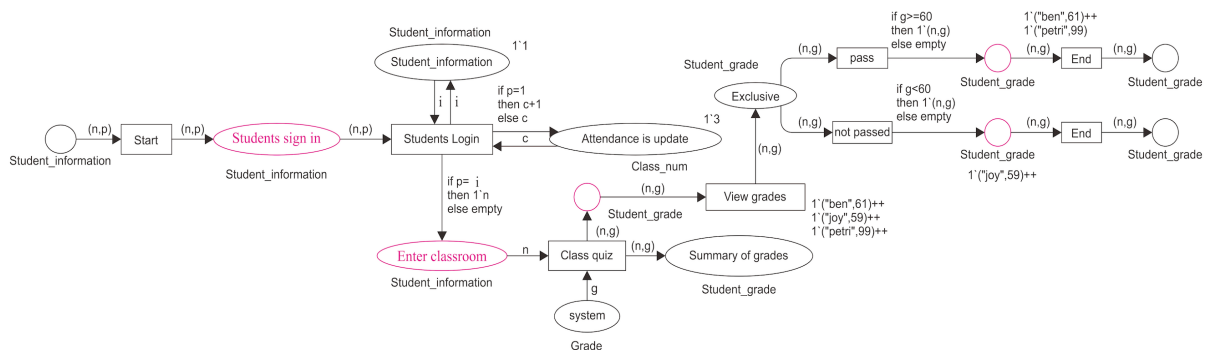 Student_information
(n,p)
Start
(n,p)
Students sign in
Student_information
(n,p)
Student_information
1`1
Student_information
i
i
Students Login
if p=1
then c+1
else c
c
1`3
Attendance is update
Class_num
if p= i
then 1`n
else empty
Enter classroom
Student_information
n
Class quiz
g
system
Grade
(n,g)
Student_grade
(n,g)
Summary of grades
Student_grade
(n,g)
View grades
1`("ben",61)++
1`("joy",59)++
1`("petri",99)++
(n,g)
Student_grade
Exclusive
(n,g)
pass
if g>=60
then 1`(n,g)
else empty
Student_grade
1`("ben",61)++
1`("petri",99)
(n,g)
End
(n,g)
Student_grade
(n,g)
not passed
if g<60
then 1`(n,g)
else empty
Student_grade
1`("joy",59)++
(n,g)
End
(n,g)
Student_grade